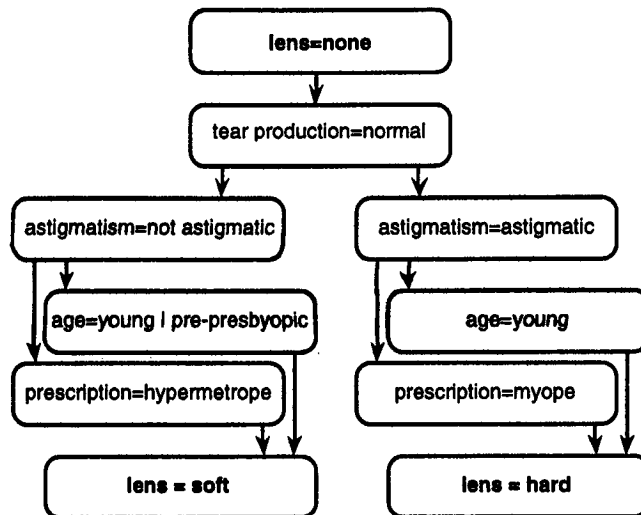 lens=none
tear production=normal
astigmatism=not astigmatic
astigmatism=astigmatic
age=young | pre-presbyopic
age=young
prescription=hypermetrope
prescription=myope
lens = soft
lens = hard